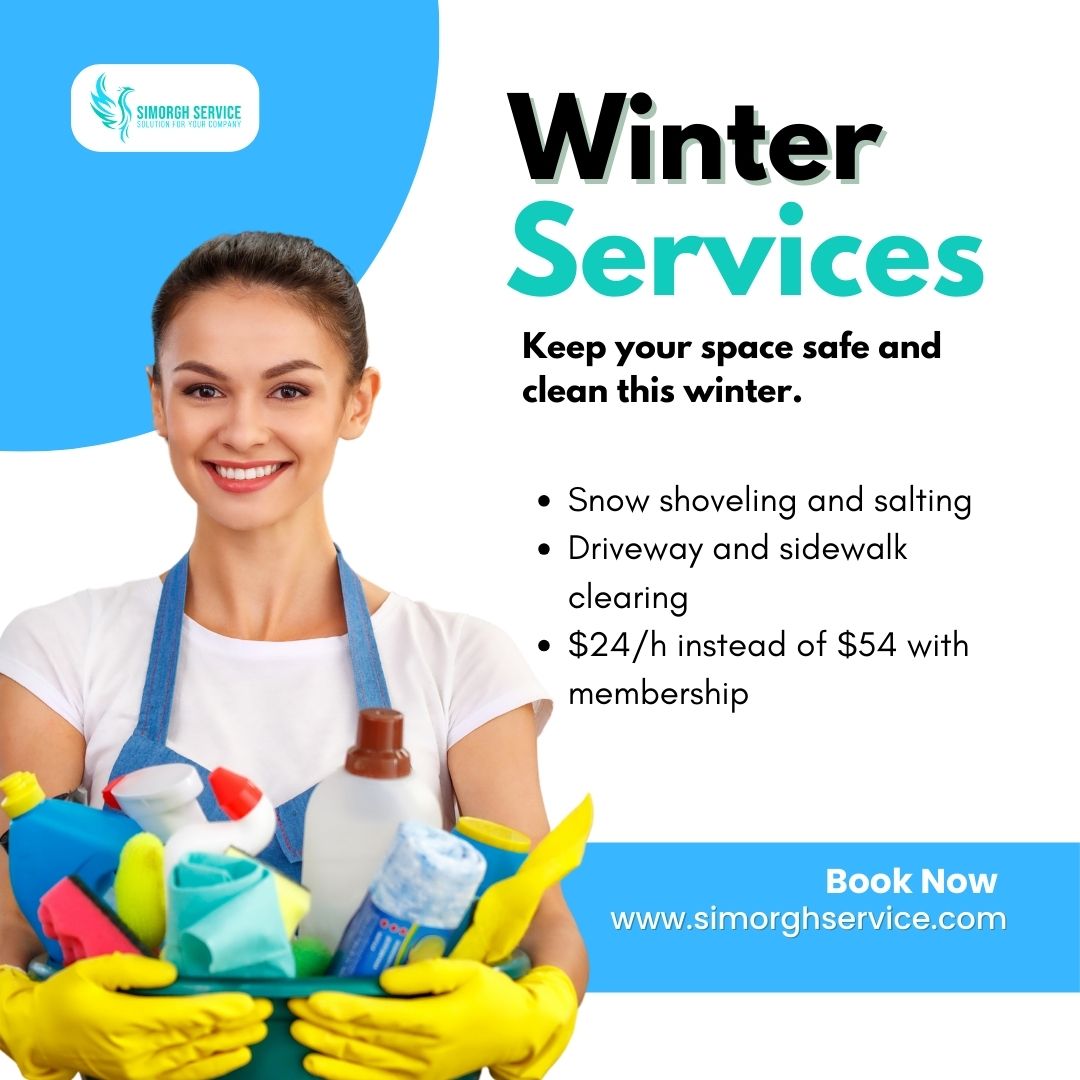 SIMORGH SERVICE
SOLUTION FOR YOUR COMPANY
Winter
Services
Keep your space safe and
clean this winter.
• Snow shoveling and salting
• Driveway and sidewalk
clearing
• $24/h instead of $54 with
membership
Book Now
www.simorghservice.com